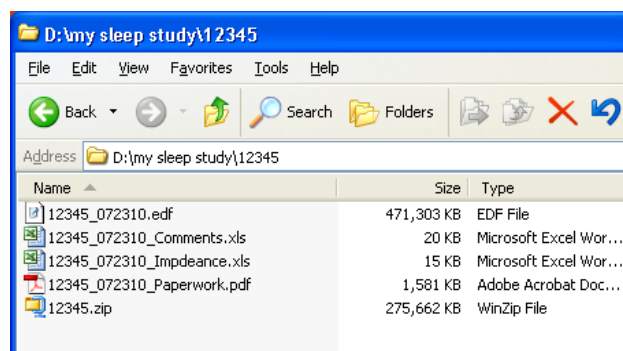 D:\my sleep study\12345
File Edit View Favorites Tools Help
Back Search Folders
Address D:\my sleep study\12345
Name Size Type
12345_072310.edf 471,303 KB EDF File
12345_072310_Comments.xls 20 KB Microsoft Excel Wor...
12345_072310_Impdeance.xls 15 KB Microsoft Excel Wor...
12345_072310_Paperwork.pdf 1,581 KB Adobe Acrobat Doc...
12345.zip 275,662 KB WinZip File